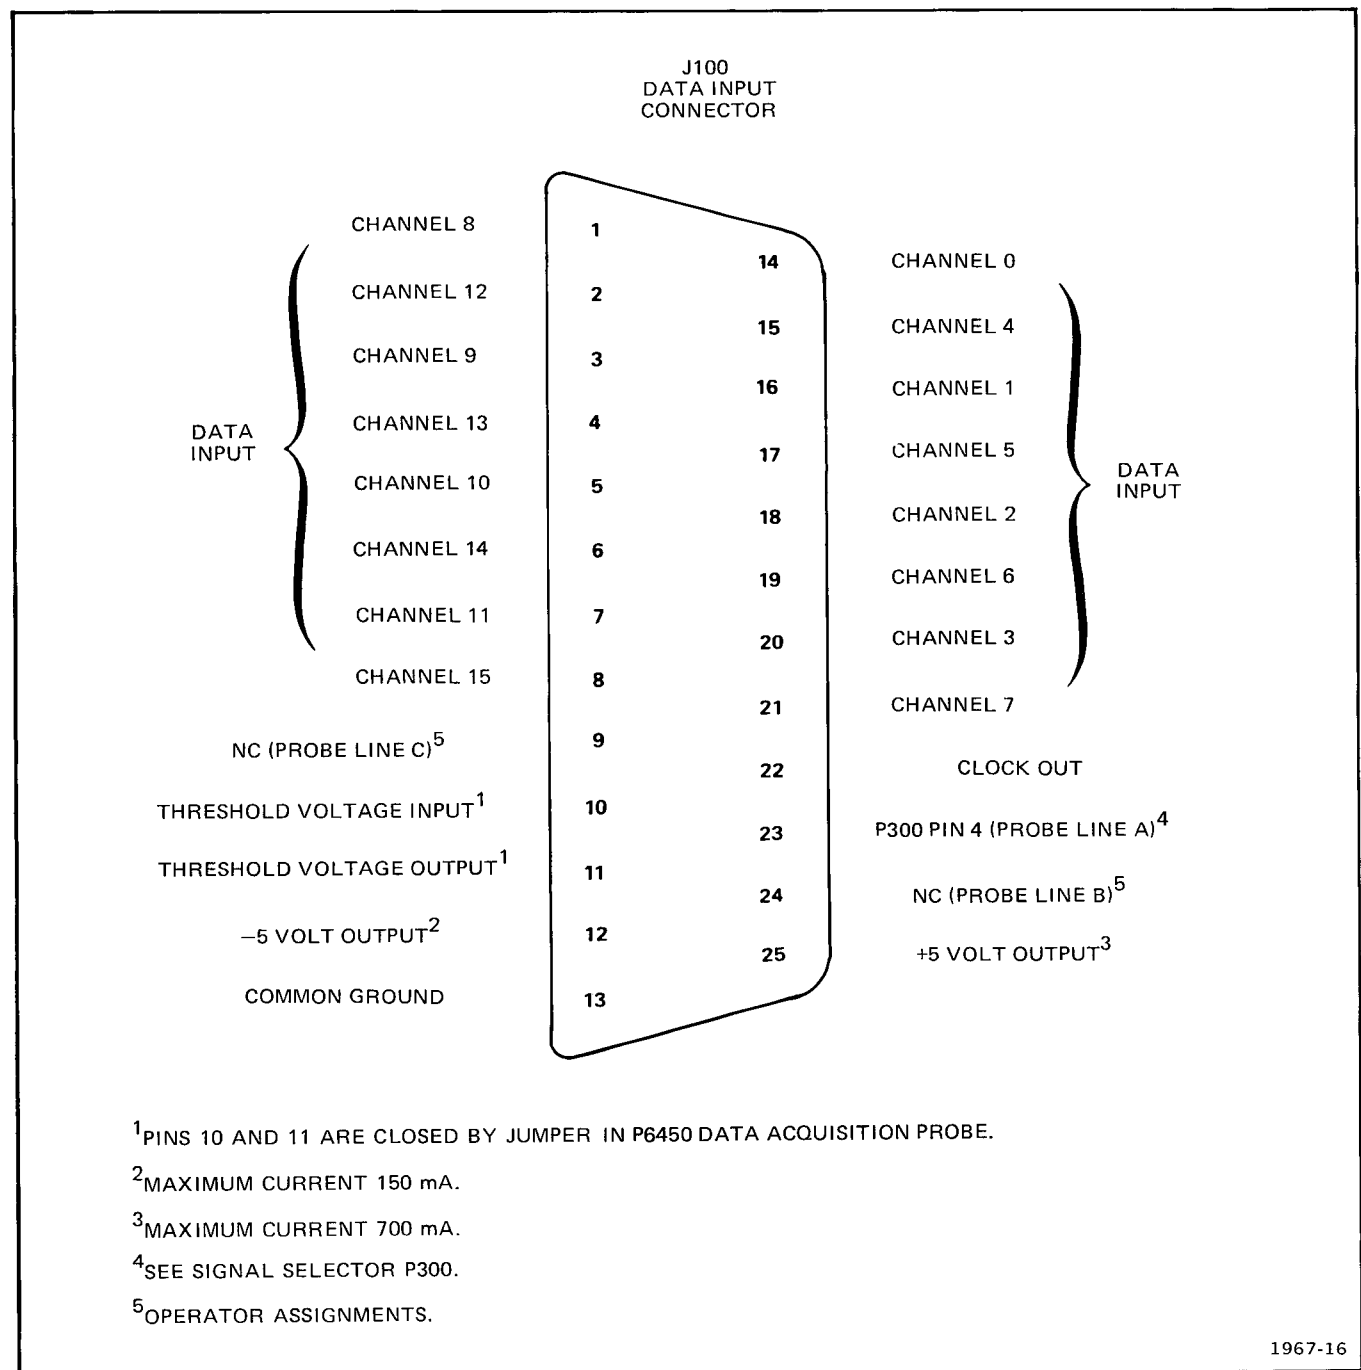 J100
DATA INPUT
CONNECTOR
CHANNEL 8 1
14 CHANNEL 0
CHANNEL 12 2
15 CHANNEL 4
CHANNEL 9 3
16 CHANNEL 1
CHANNEL 13 4
DATA
INPUT
17 CHANNEL 5
CHANNEL 10 5
DATA
INPUT
18 CHANNEL 2
CHANNEL 14 6
19 CHANNEL 6
CHANNEL 11 7
20 CHANNEL 3
CHANNEL 15 8
21 CHANNEL 7
NC (PROBE LINE C)5 9
22 CLOCK OUT
THRESHOLD VOLTAGE INPUT1 10
23 P300 PIN 4 (PROBE LINE A)4
THRESHOLD VOLTAGE OUTPUT1 11
24 NC (PROBE LINE B)5
−5 VOLT OUTPUT2 12
25 +5 VOLT OUTPUT3
COMMON GROUND 13
1PINS 10 AND 11 ARE CLOSED BY JUMPER IN P6450 DATA ACQUISITION PROBE.
2MAXIMUM CURRENT 150 mA.
3MAXIMUM CURRENT 700 mA.
4SEE SIGNAL SELECTOR P300.
5OPERATOR ASSIGNMENTS.
1967-16